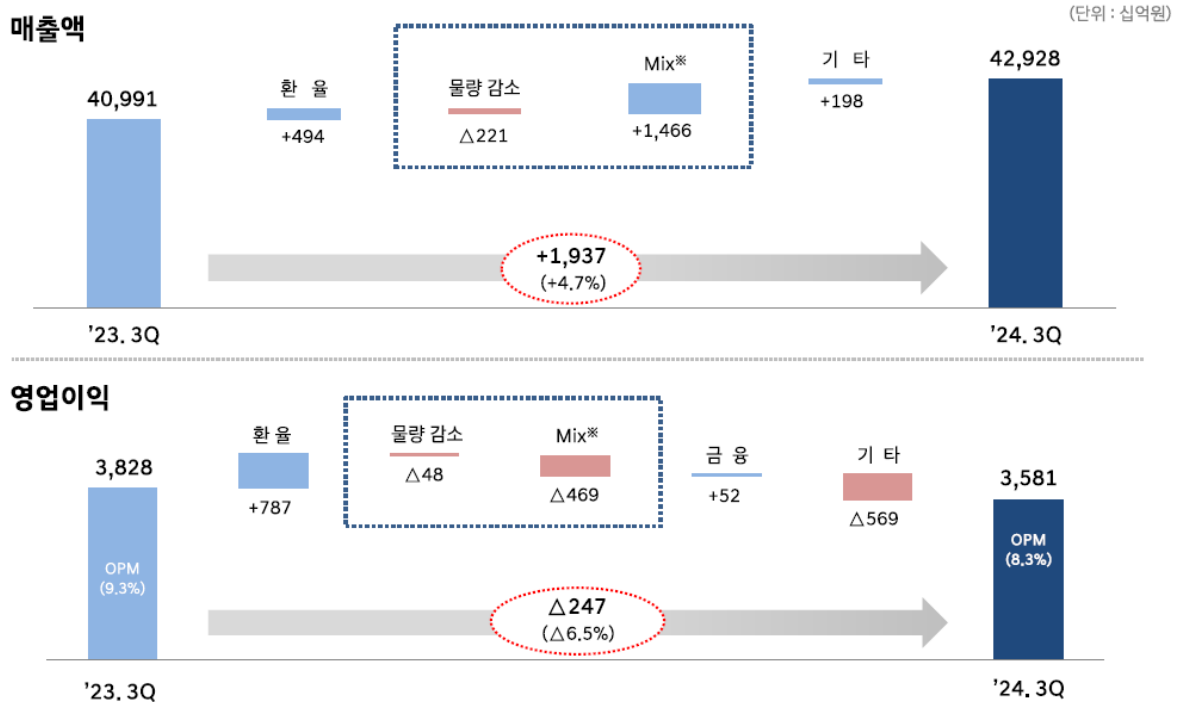 매출액
(단위 : 십억원)
40,991
환 율
+494
물량 감소
△221
Mix※
+1,466
기 타
+198
42,928
+1,937
(+4.7%)
’23. 3Q
’24. 3Q
영업이익
3,828
OPM
(9.3%)
환 율
+787
물량 감소
△48
Mix※
△469
금 융
+52
기 타
△569
3,581
OPM
(8.3%)
△247
(△6.5%)
’23. 3Q
’24. 3Q